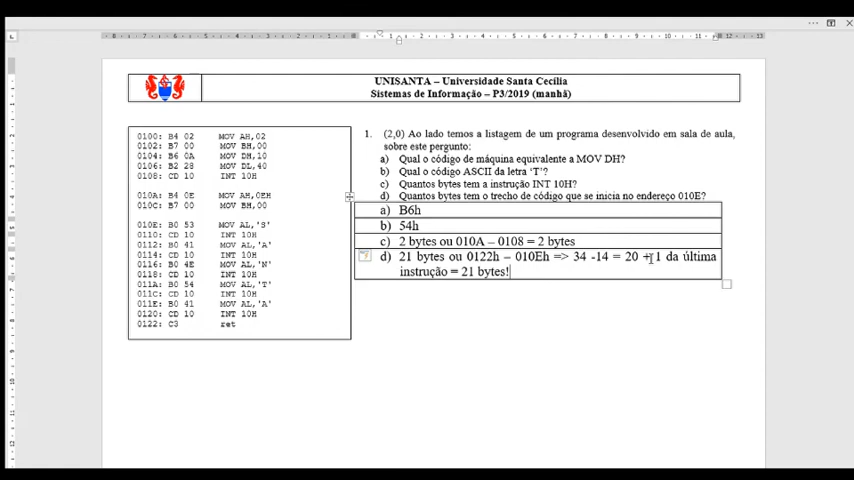 UNISANTA – Universidade Santa Cecília
Sistemas de Informação – P3/2019 (manhã)
0100: B4 02 MOV AH,02
0102: B7 00 MOV BH,00
0104: B6 0A MOV DH,10
0106: B2 28 MOV DL,40
0108: CD 10 INT 10H
010A: B4 0E MOV AH,0EH
010C: B7 00 MOV BH,00
010E: B0 53 MOV AL,'S'
0110: CD 10 INT 10H
0112: B0 41 MOV AL,'A'
0114: CD 10 INT 10H
0116: B0 4E MOV AL,'N'
0118: CD 10 INT 10H
011A: B0 54 MOV AL,'T'
011C: CD 10 INT 10H
011E: B0 41 MOV AL,'A'
0120: CD 10 INT 10H
0122: C3 ret
1. (2,0) Ao lado temos a listagem de um programa desenvolvido em sala de aula,
sobre este pergunto:
a) Qual o código de máquina equivalente a MOV DH?
b) Qual o código ASCII da letra ‘T’?
c) Quantos bytes tem a instrução INT 10H?
d) Quantos bytes tem o trecho de código que se inicia no endereço 010E?
a) B6h
b) 54h
c) 2 bytes ou 010A – 0108 = 2 bytes
d) 21 bytes ou 0122h – 010Eh => 34 -14 = 20 + 1 da última
instrução = 21 bytes!